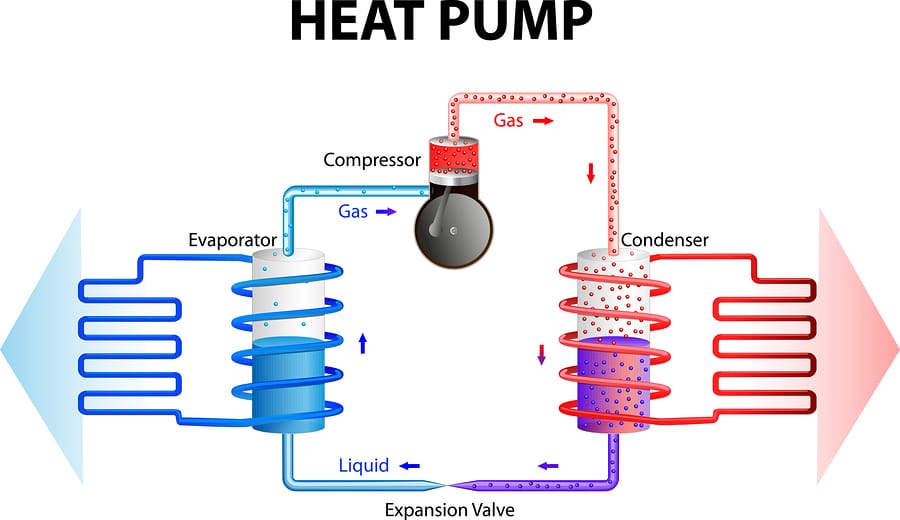 HEAT PUMP
Gas
Compressor
Gas
Evaporator
Condenser
Liquid
Expansion Valve